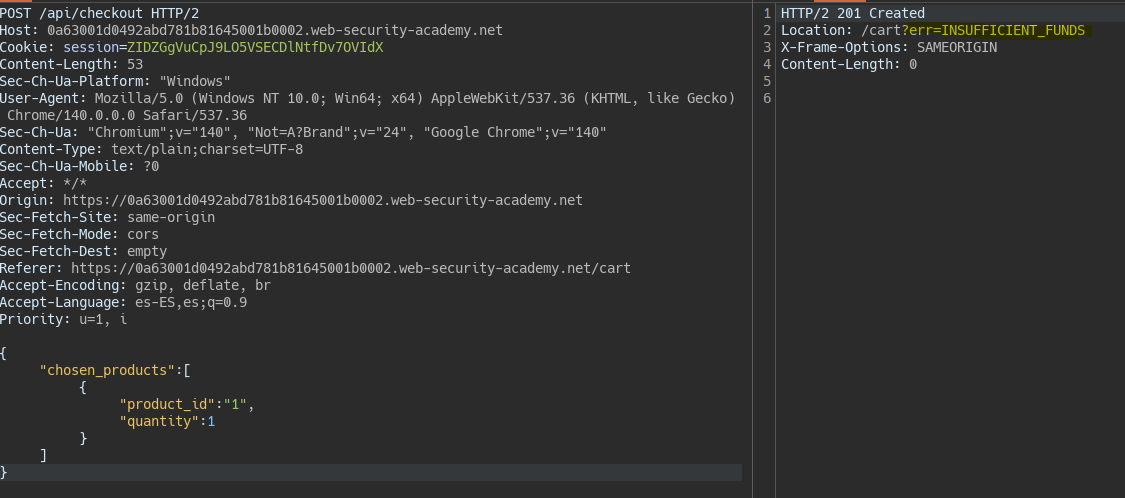 POST /api/checkout HTTP/2
Host: 0a63001d0492abd781b81645001b0002.web-security-academy.net
Cookie: session=ZIDZGgVuCpJ9LO5VSECDlNtfDv7OVIdX
Content-Length: 53
Sec-Ch-Ua-Platform: "Windows"
User-Agent: Mozilla/5.0 (Windows NT 10.0; Win64; x64) AppleWebKit/537.36 (KHTML, like Gecko)
Chrome/140.0.0.0 Safari/537.36
Sec-Ch-Ua: "Chromium";v="140", "Not=A?Brand";v="24", "Google Chrome";v="140"
Content-Type: text/plain;charset=UTF-8
Sec-Ch-Ua-Mobile: ?0
Accept: */*
Origin: https://0a63001d0492abd781b81645001b0002.web-security-academy.net
Sec-Fetch-Site: same-origin
Sec-Fetch-Mode: cors
Sec-Fetch-Dest: empty
Referer: https://0a63001d0492abd781b81645001b0002.web-security-academy.net/cart
Accept-Encoding: gzip, deflate, br
Accept-Language: es-ES,es;q=0.9
Priority: u=1, i

{
"chosen_products":[
{
"product_id":"1",
"quantity":1
}
]
}
1 HTTP/2 201 Created
2 Location: /cart?err=INSUFFICIENT_FUNDS
3 X-Frame-Options: SAMEORIGIN
4 Content-Length: 0
5
6